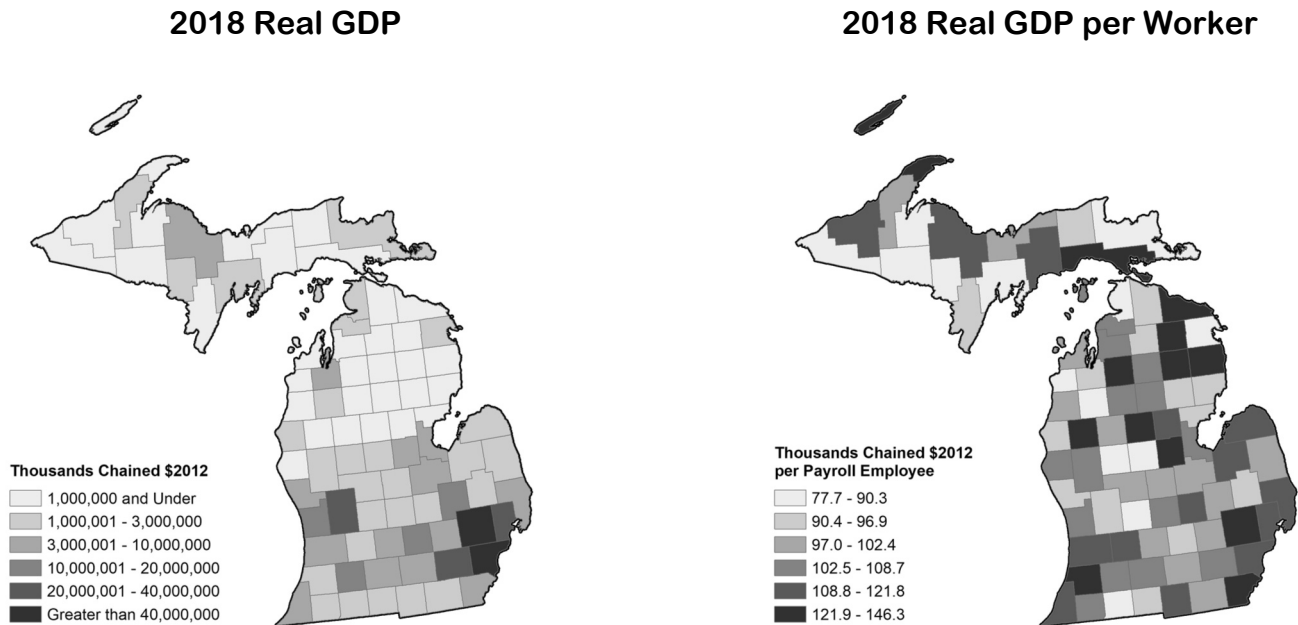 2018 Real GDP
2018 Real GDP per Worker
Thousands Chained $2012
1,000,000 and Under
1,000,001 - 3,000,000
3,000,001 - 10,000,000
10,000,001 - 20,000,000
20,000,001 - 40,000,000
Greater than 40,000,000
Thousands Chained $2012
per Payroll Employee
77.7 - 90.3
90.4 - 96.9
97.0 - 102.4
102.5 - 108.7
108.8 - 121.8
121.9 - 146.3